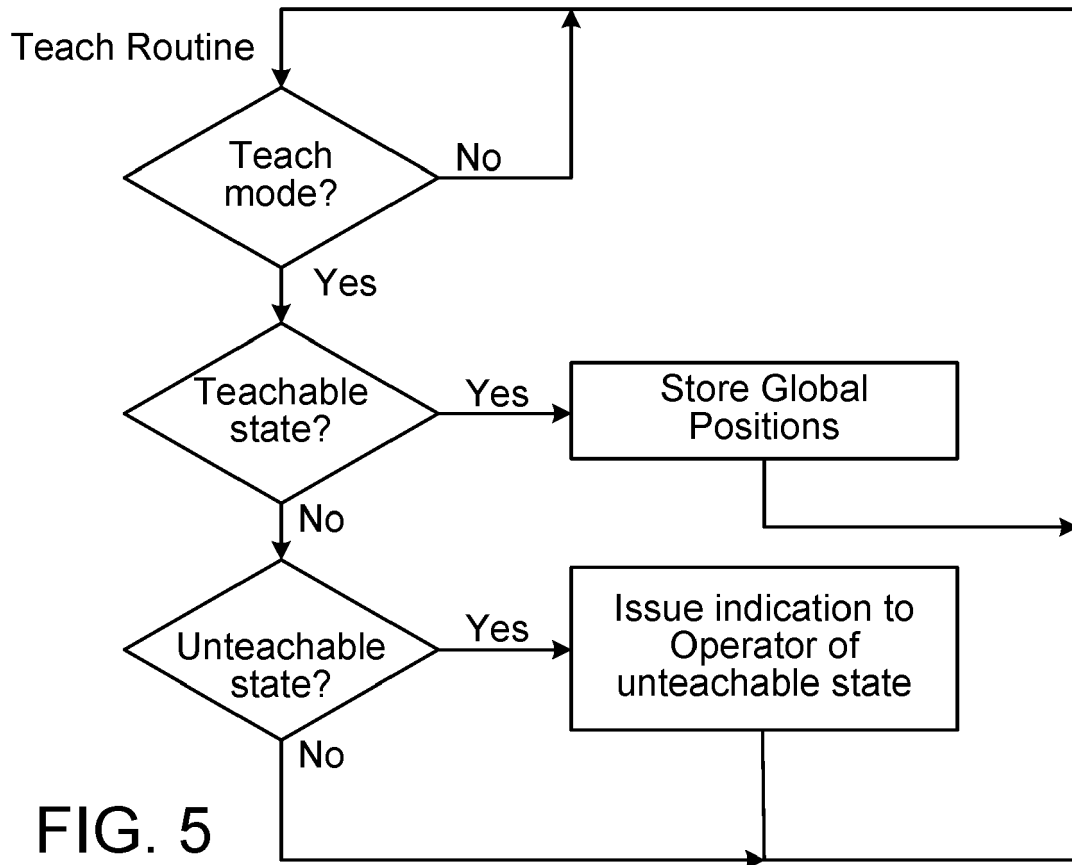 Teach Routine
Teach
mode?
No
Yes
Teachable
state?
Yes
Store Global
Positions
No
Unteachable
state?
Yes
Issue indication to
Operator of
unteachable state
No
FIG. 5